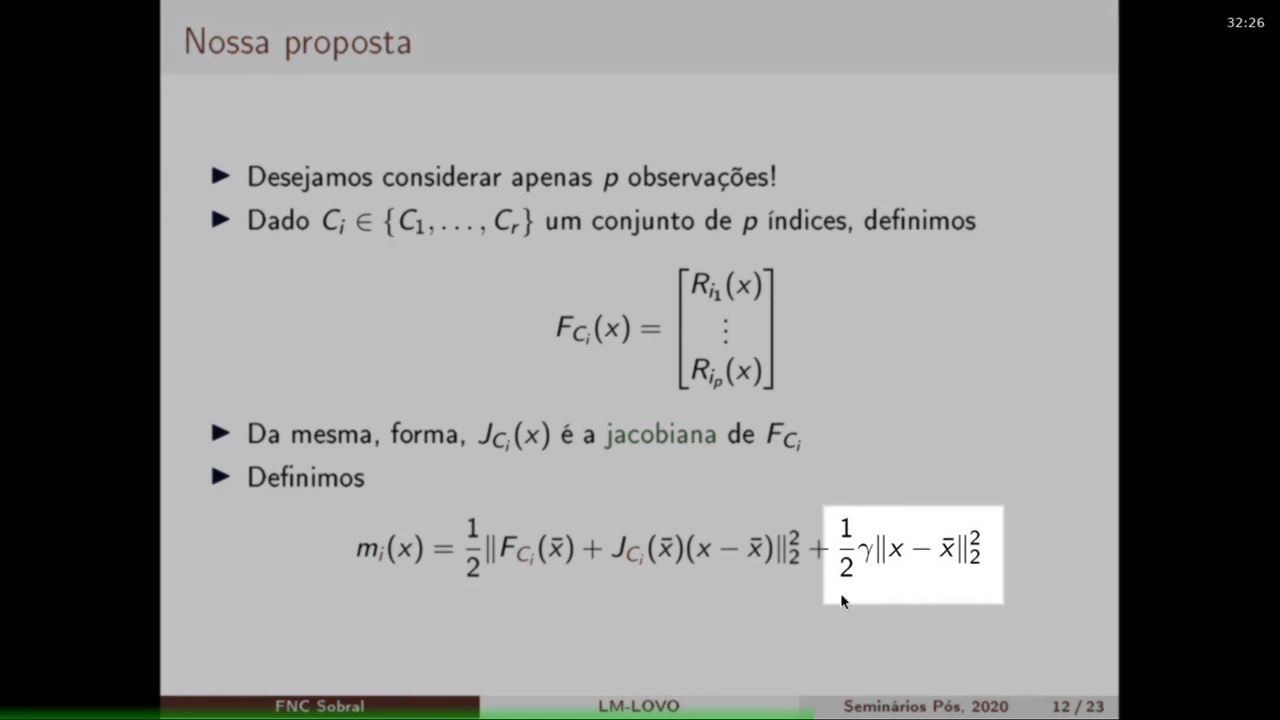 32:26
Nossa proposta
▶ Desejamos considerar apenas p observações!
▶ Dado C_i ∈ {C_1, . . . , C_r} um conjunto de p índices, definimos
F_{C_i}(x) = [R_{i_1}(x) ⋮ R_{i_p}(x)]
▶ Da mesma, forma, J_{C_i}(x) é a jacobiana de F_{C_i}
▶ Definimos
m_i(x) = \frac{1}{2}‖F_{C_i}(x̄) + J_{C_i}(x̄)(x − x̄)‖_2^2 + \frac{1}{2}γ‖x − x̄‖_2^2
FNC Sobral LM-LOVO Seminários Pós, 2020 12 / 23